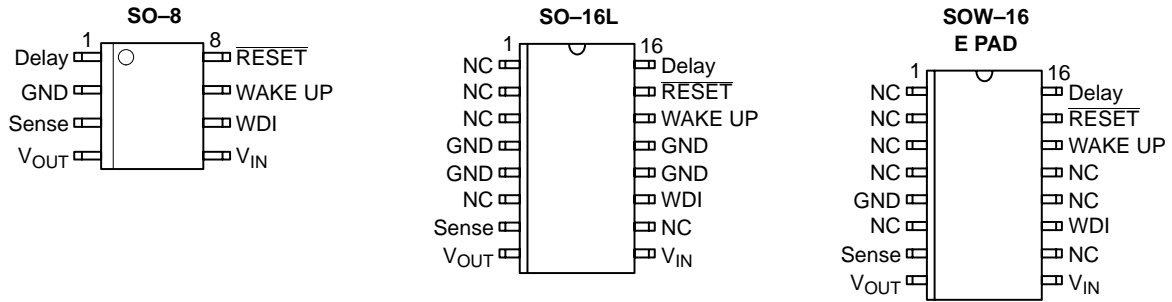 SO–8
1 8
Delay RESET
GND WAKE UP
Sense WDI
VOUT VIN
SO–16L
1 16
NC Delay
NC RESET
NC WAKE UP
GND GND
GND GND
NC WDI
Sense NC
VOUT VIN
SOW–16
E PAD
1 16
NC Delay
NC RESET
NC WAKE UP
NC NC
GND NC
NC WDI
Sense NC
VOUT VIN